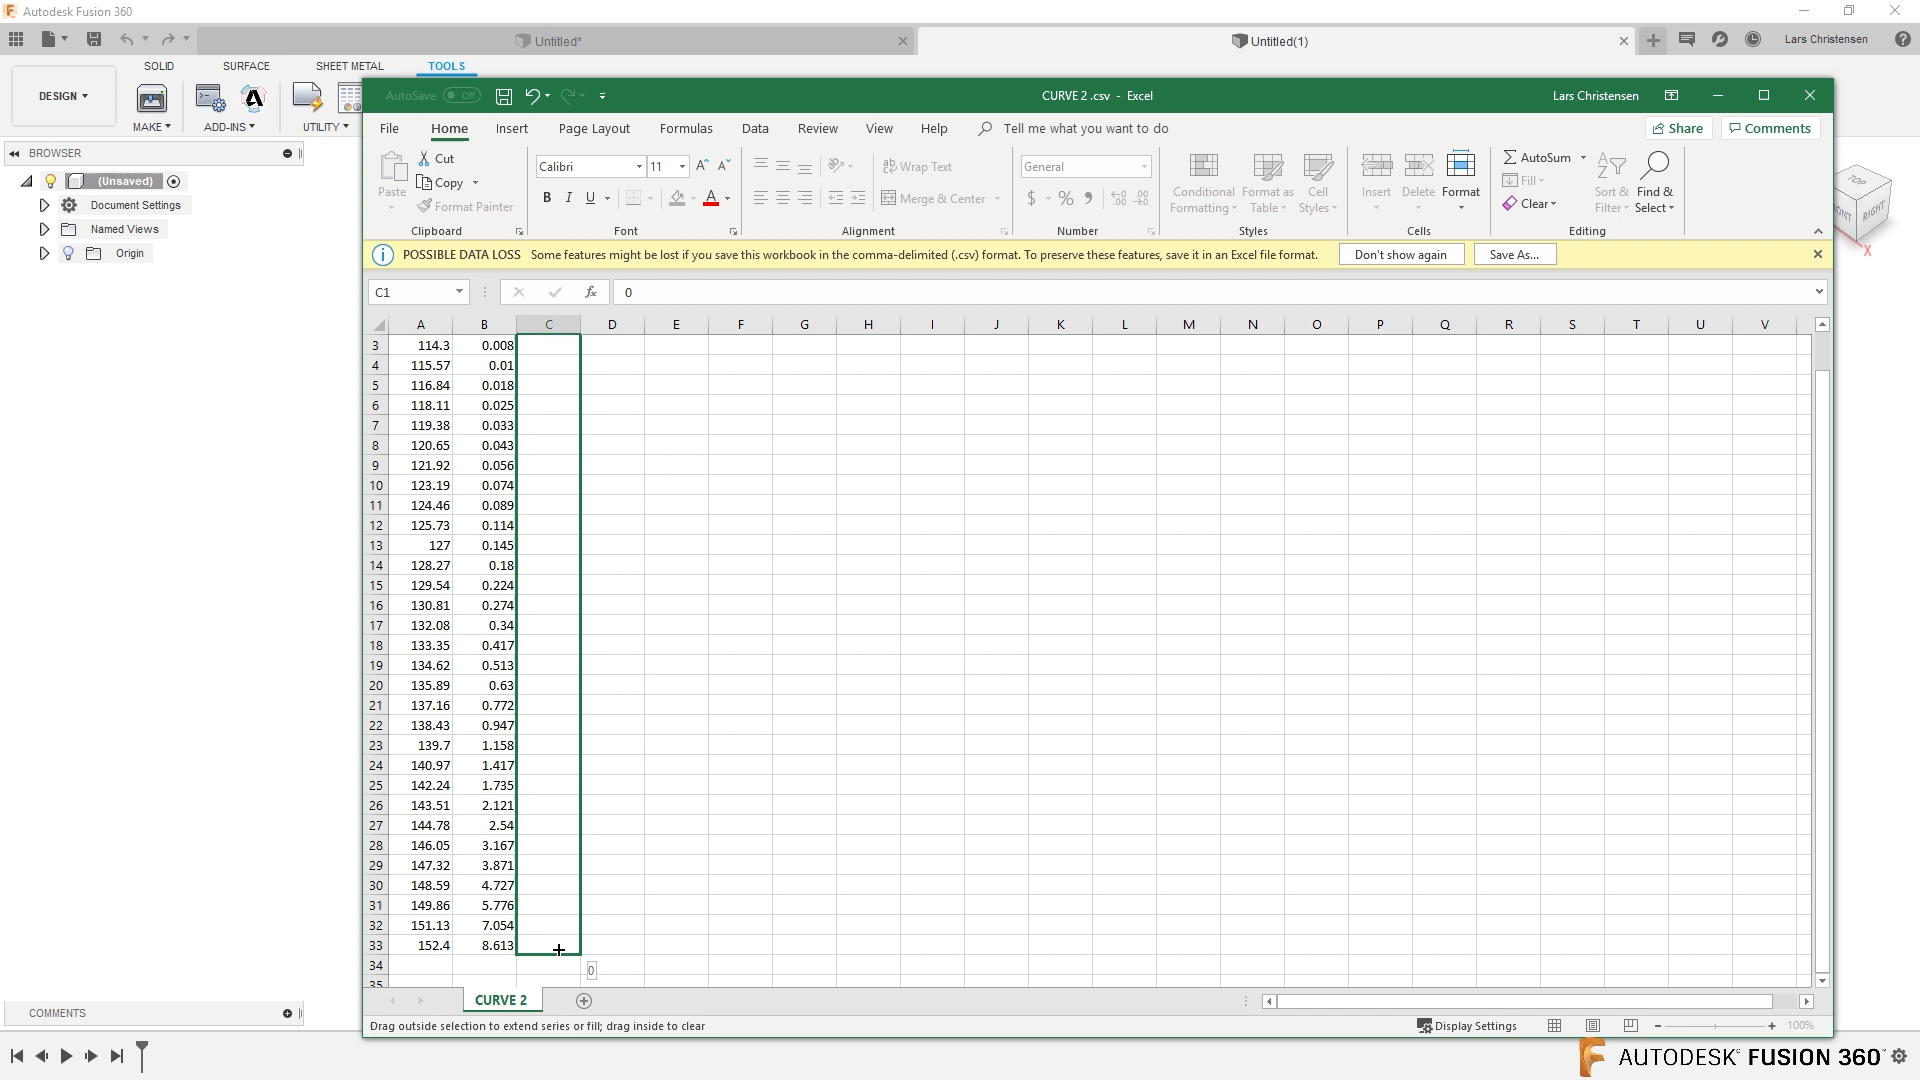 Autodesk Fusion 360
Untitled*
Untitled(1)
Lars Christensen
SOLID SURFACE SHEET METAL TOOLS
DESIGN
MAKE ADD-INS UTILITY
AutoSave Off
CURVE 2 .csv - Excel
Lars Christensen
File Home Insert Page Layout Formulas Data Review View Help Tell me what you want to do Share Comments
Paste
Cut
Copy
Format Painter
Clipboard
Calibri 11
B I U A
Font
ab Wrap Text
Merge & Center
Alignment
General
$ % 9
Number
Conditional Formatting
Format as Table
Cell Styles
Styles
Insert Delete Format
Cells
AutoSum
Fill
Clear
Sort & Filter
Find & Select
Editing
POSSIBLE DATA LOSS Some features might be lost if you save this workbook in the comma-delimited (.csv) format. To preserve these features, save it in an Excel file format. Don't show again Save As...
C1 fx 0
BROWSER
(Unsaved)
Document Settings
Named Views
Origin
TOP
RIGHT
X
A B C D E F G H I J K L M N O P Q R S T U V
3 114.3 0.008
4 115.57 0.01
5 116.84 0.018
6 118.11 0.025
7 119.38 0.033
8 120.65 0.043
9 121.92 0.056
10 123.19 0.074
11 124.46 0.089
12 125.73 0.114
13 127 0.145
14 128.27 0.18
15 129.54 0.224
16 130.81 0.274
17 132.08 0.34
18 133.35 0.417
19 134.62 0.513
20 135.89 0.63
21 137.16 0.772
22 138.43 0.947
23 139.7 1.158
24 140.97 1.417
25 142.24 1.735
26 143.51 2.121
27 144.78 2.54
28 146.05 3.167
29 147.32 3.871
30 148.59 4.727
31 149.86 5.776
32 151.13 7.054
33 152.4 8.613
34
0
35
CURVE 2
Drag outside selection to extend series or fill; drag inside to clear
Display Settings
100%
COMMENTS
AUTODESK FUSION 360